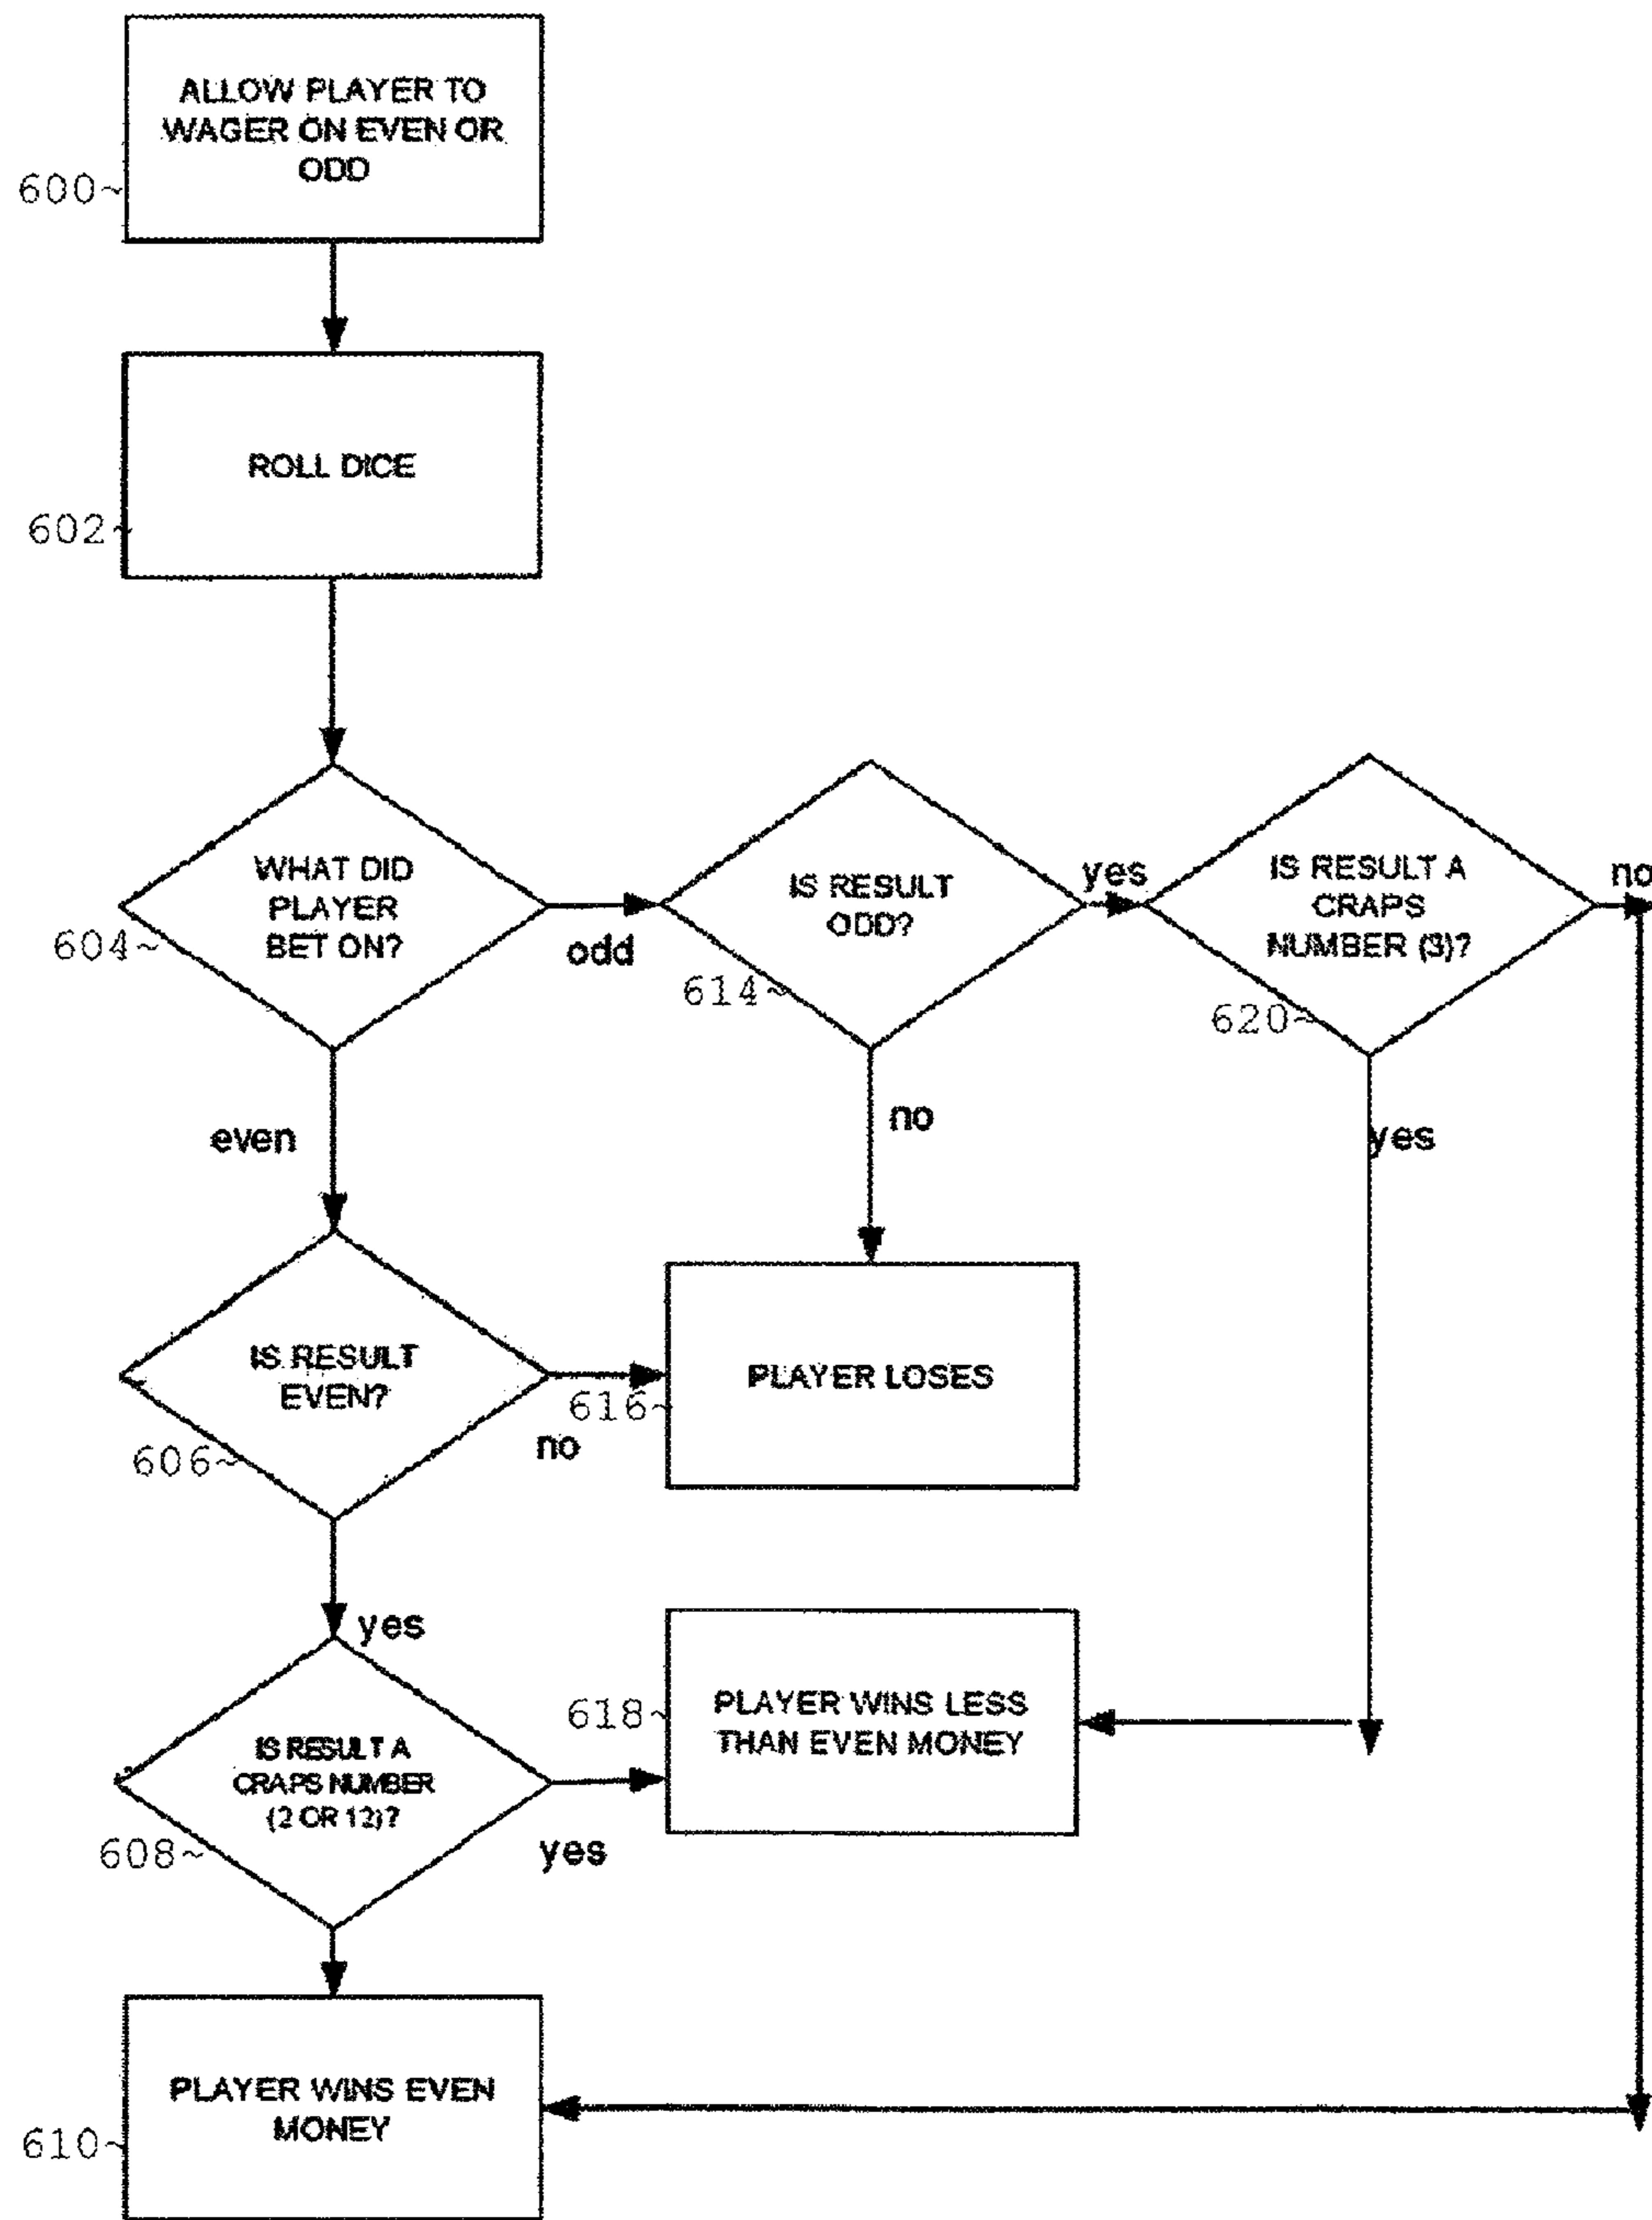 ALLOW PLAYER TO
WAGER ON EVEN OR
ODD
600~
ROLL DICE
602~
WHAT DID
PLAYER
BET ON?
604~
odd
IS RESULT
ODD?
614~
yes
IS RESULT A
CRAPS
NUMBER (3)?
620~
no
even
no
yes
IS RESULT
EVEN?
606~
no
PLAYER LOSES
616~
yes
IS RESULT A
CRAPS NUMBER
(2 OR 12)?
608~
yes
PLAYER WINS LESS
THAN EVEN MONEY
618~
PLAYER WINS EVEN
MONEY
610~